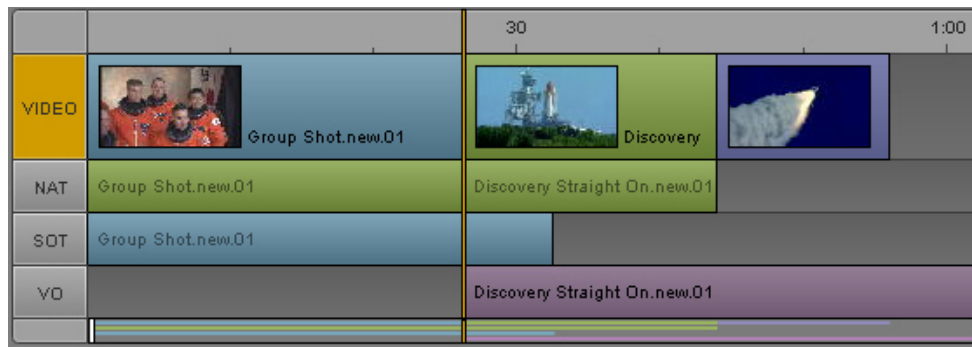 30 1:00
VIDEO Group Shot.new.01 Discovery
NAT Group Shot.new.01 Discovery Straight On.new.01
SOT Group Shot.new.01
VO Discovery Straight On.new.01